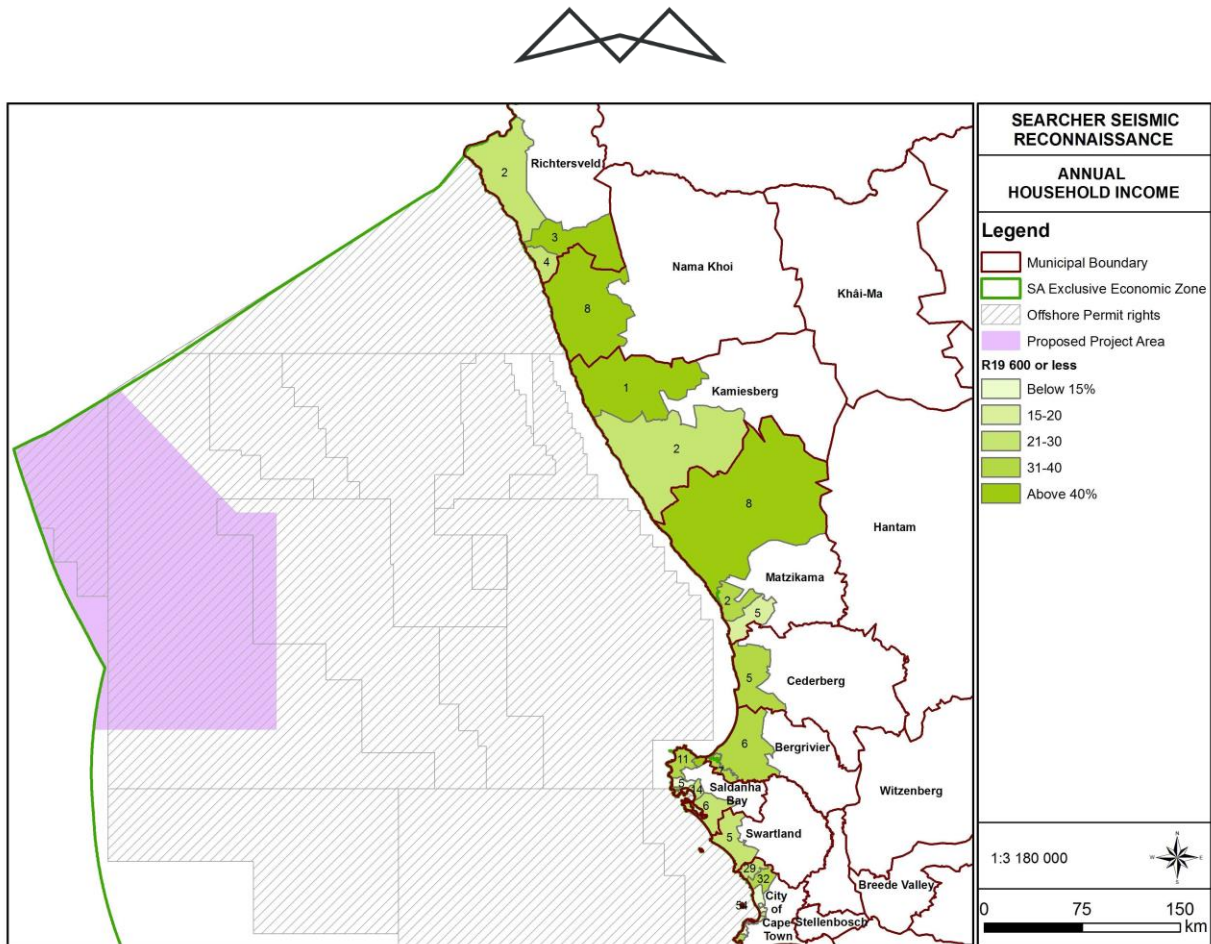 SEARCHER SEISMIC
RECONNAISSANCE
ANNUAL
HOUSEHOLD INCOME
Legend
Municipal Boundary
SA Exclusive Economic Zone
Offshore Permit rights
Proposed Project Area
R19 600 or less
Below 15%
15-20
21-30
31-40
Above 40%
1:3 180 000
N
W
E
S
0 75 150
km
Richtersveld
2
3
4
Nama Khoi
8
Khâi-Ma
1
Kamiesberg
2
8
Hantam
Matzikama
2
5
5
Cederberg
6
Bergrivier
11
5
Saldanha
Bay
6
Witzenberg
5
Swartland
29
32
Breede Valley
City
of
Cape
Town
Stellenbosch